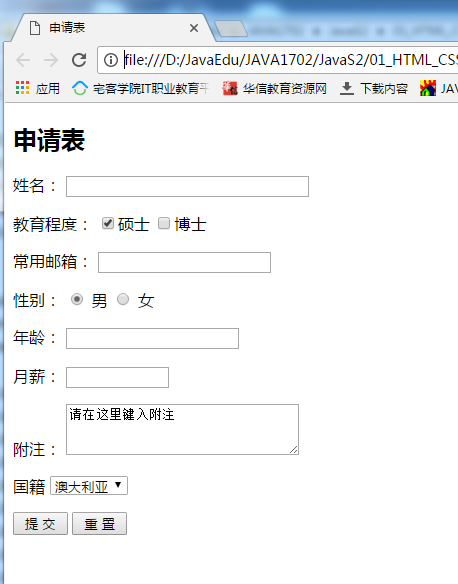 申请表
file:///D:/JavaEdu/JAVA1702/JavaS2/01_HTML_CSS
应用 宅客学院IT职业教育平 华信教育资源网 下载内容 JA
申请表
姓名：
教育程度： 硕士 博士
常用邮箱：
性别： 男 女
年龄：
月薪：
请在这里键入附注
附注：
国籍 澳大利亚
提 交 重 置